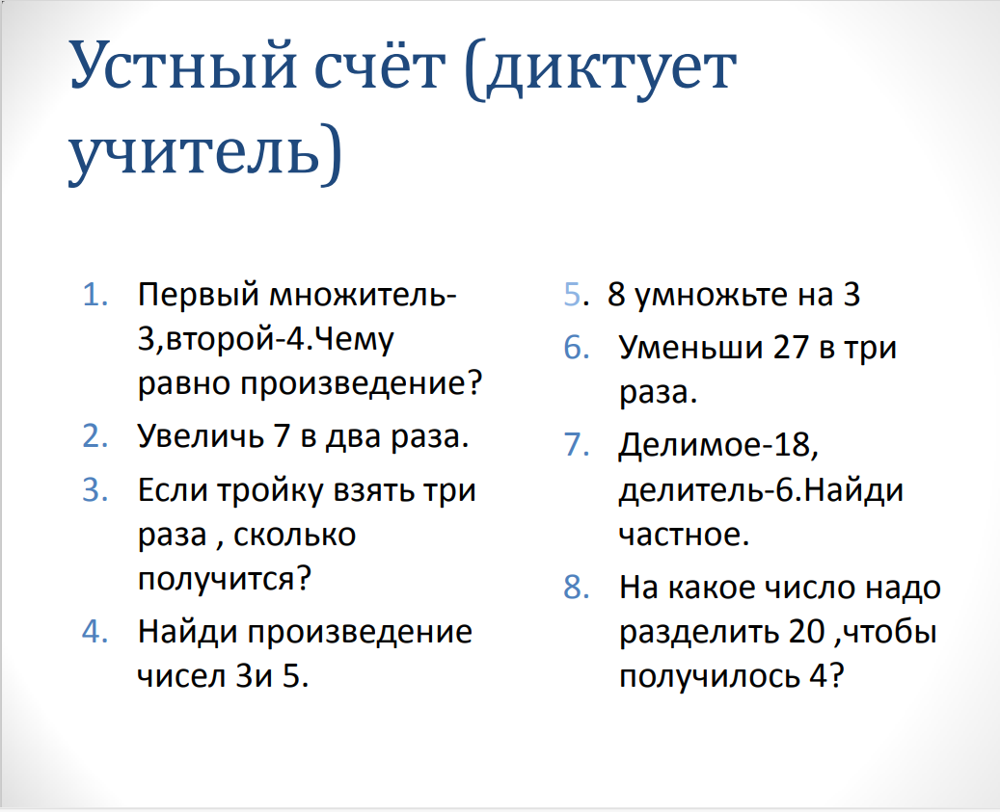 Устный счёт (диктует
учитель)
1. Первый множитель-
3,второй-4.Чему
равно произведение?
2. Увеличь 7 в два раза.
3. Если тройку взять три
раза , сколько
получится?
4. Найди произведение
чисел 3и 5.
5. 8 умножьте на 3
6. Уменьши 27 в три
раза.
7. Делимое-18,
делитель-6.Найди
частное.
8. На какое число надо
разделить 20 ,чтобы
получилось 4?